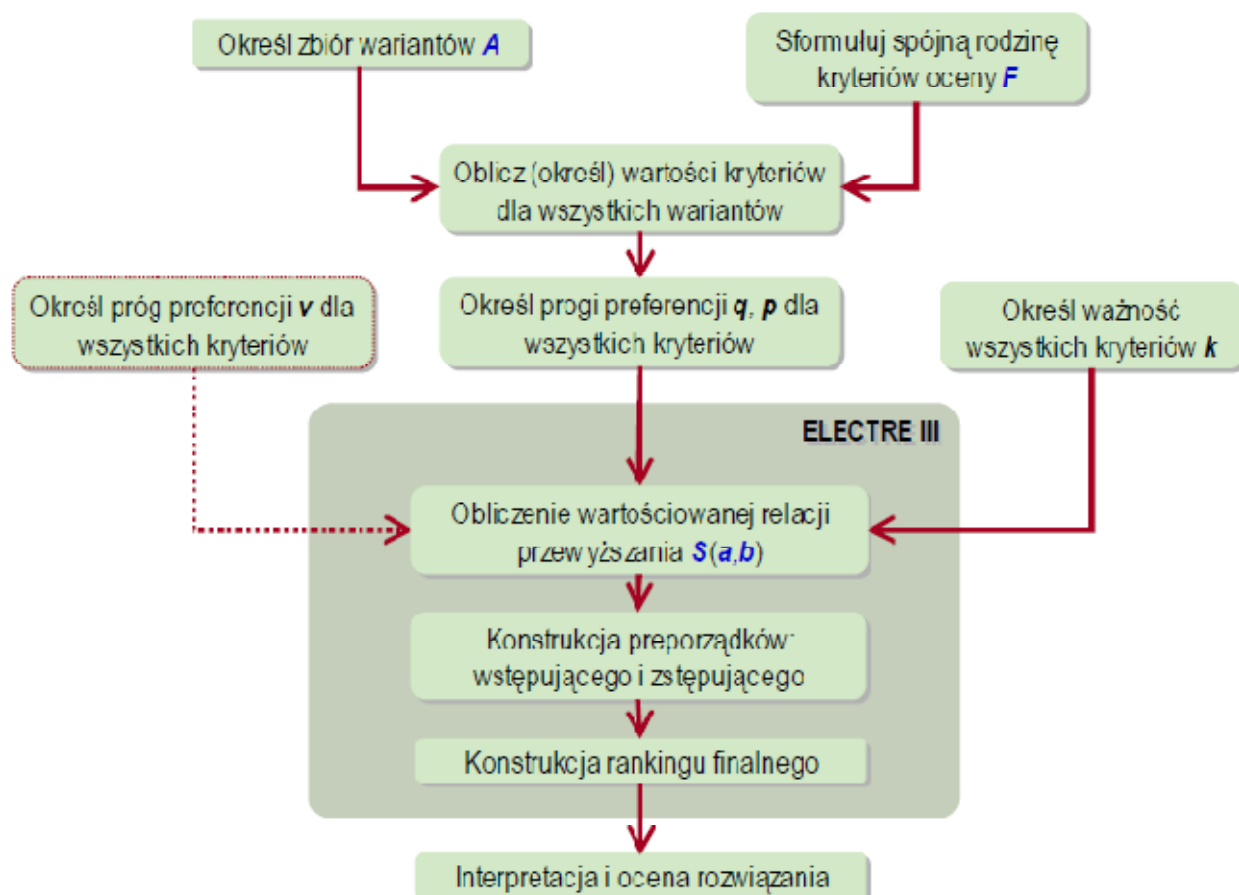 Określ zbiór wariantów A
Sformułuj spójną rodzinę
kryteriów oceny F
Oblicz (określ) wartości kryteriów
dla wszystkich wariantów
Określ próg preferencji v dla
wszystkich kryteriów
Określ progi preferencji q, p dla
wszystkich kryteriów
Określ ważność
wszystkich kryteriów k
ELECTRE III
Obliczenie wartościowanej relacji
przewyższania S(a,b)
Konstrukcja preporządków:
wstępującego i zstępującego
Konstrukcja rankingu finalnego
Interpretacja i ocena rozwiązania